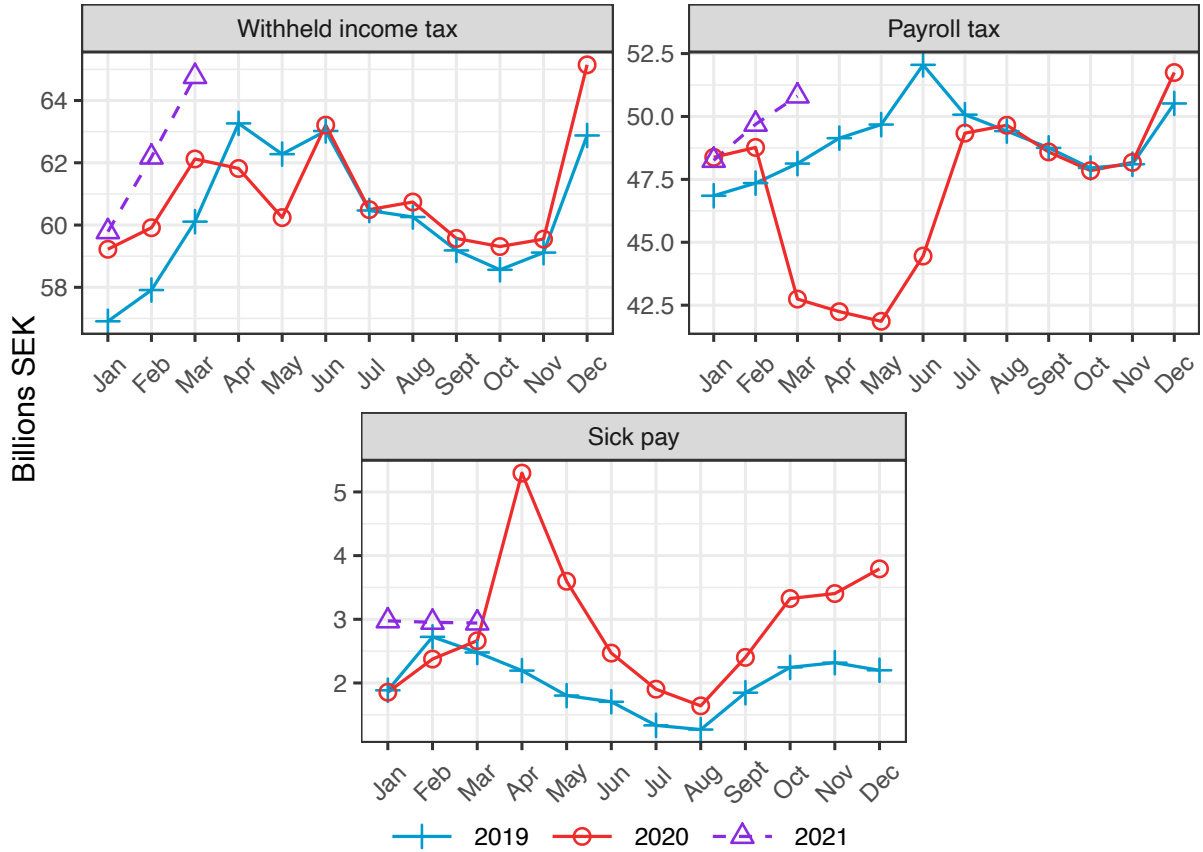 Withheld income tax
Payroll tax
64
62
60
58
52.5
50.0
47.5
45.0
42.5
Jan Feb Mar Apr May Jun Jul Aug Sept Oct Nov Dec
Jan Feb Mar Apr May Jun Jul Aug Sept Oct Nov Dec
Billions SEK
Sick pay
5
4
3
2
Jan Feb Mar Apr May Jun Jul Aug Sept Oct Nov Dec
2019 2020 2021